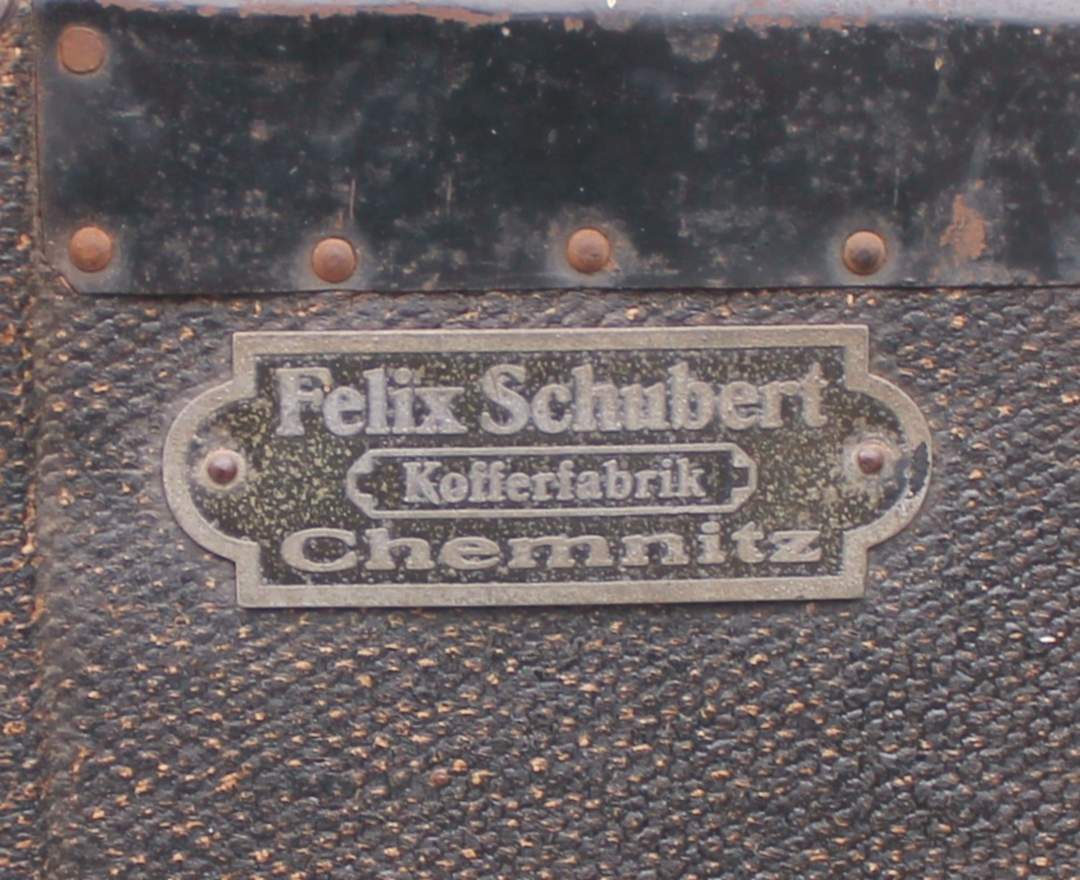 Felix Schubert
Kofferfabrik
Chemnitz